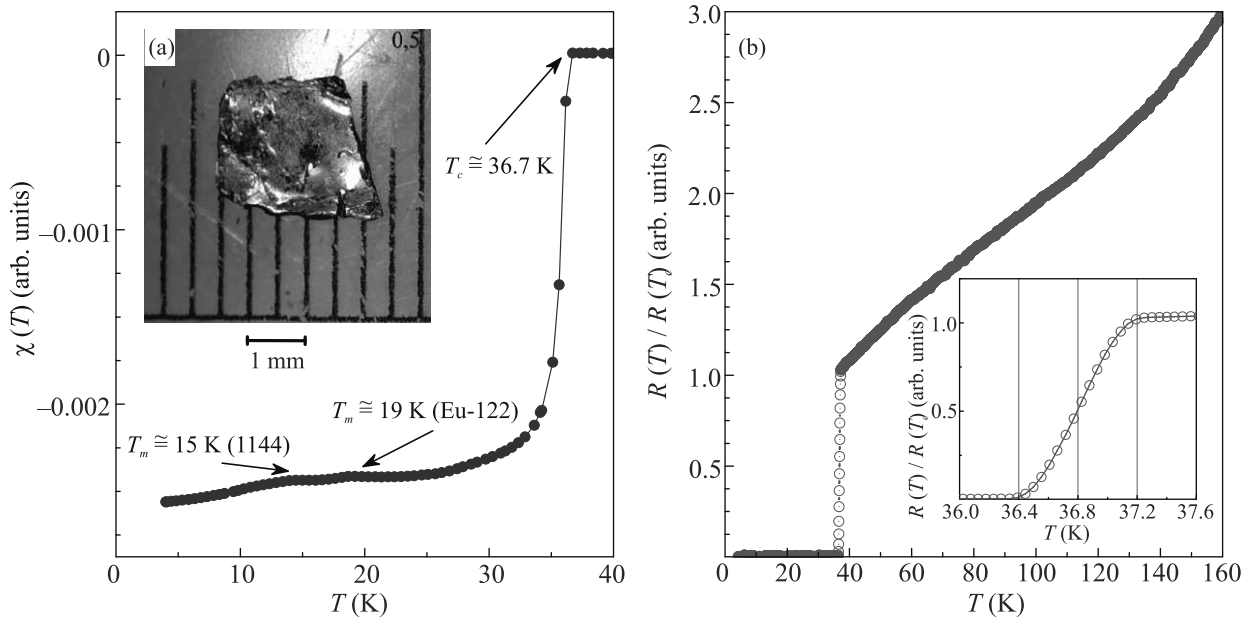 (a)
0,5
0
–0.001
–0.002
χ (T) (arb. units)
T_c ≅ 36.7 K
1 mm
T_m ≅ 19 K (Eu-122)
T_m ≅ 15 K (1144)
0 10 20 30 40
T (K)
(b)
3.0
2.5
2.0
1.5
1.0
0.5
R (T) / R (T_c) (arb. units)
0 20 40 60 80 100 120 140 160
T (K)
1.0
0.5
0
R (T) / R (T_c) (arb. units)
36.0 36.4 36.8 37.2 37.6
T (K)